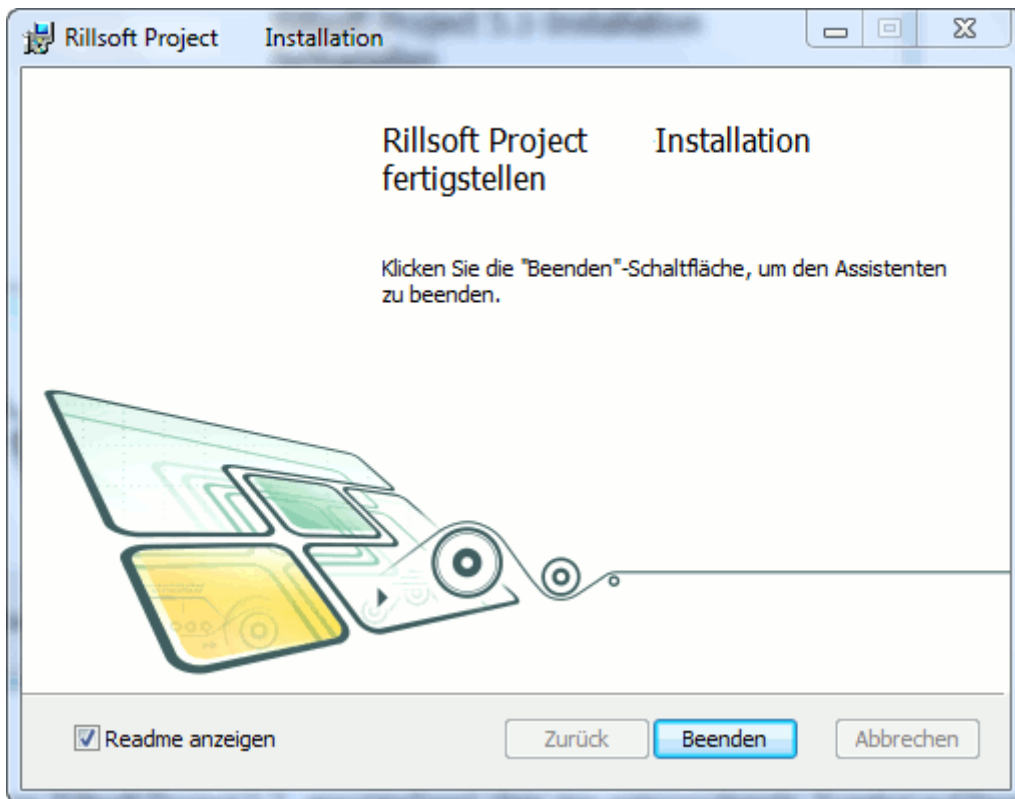 Rillsoft Project Installation
Rillsoft Project Installation
fertigstellen
Klicken Sie die "Beenden"-Schaltfläche, um den Assistenten
zu beenden.
Readme anzeigen
Zurück
Beenden
Abbrechen